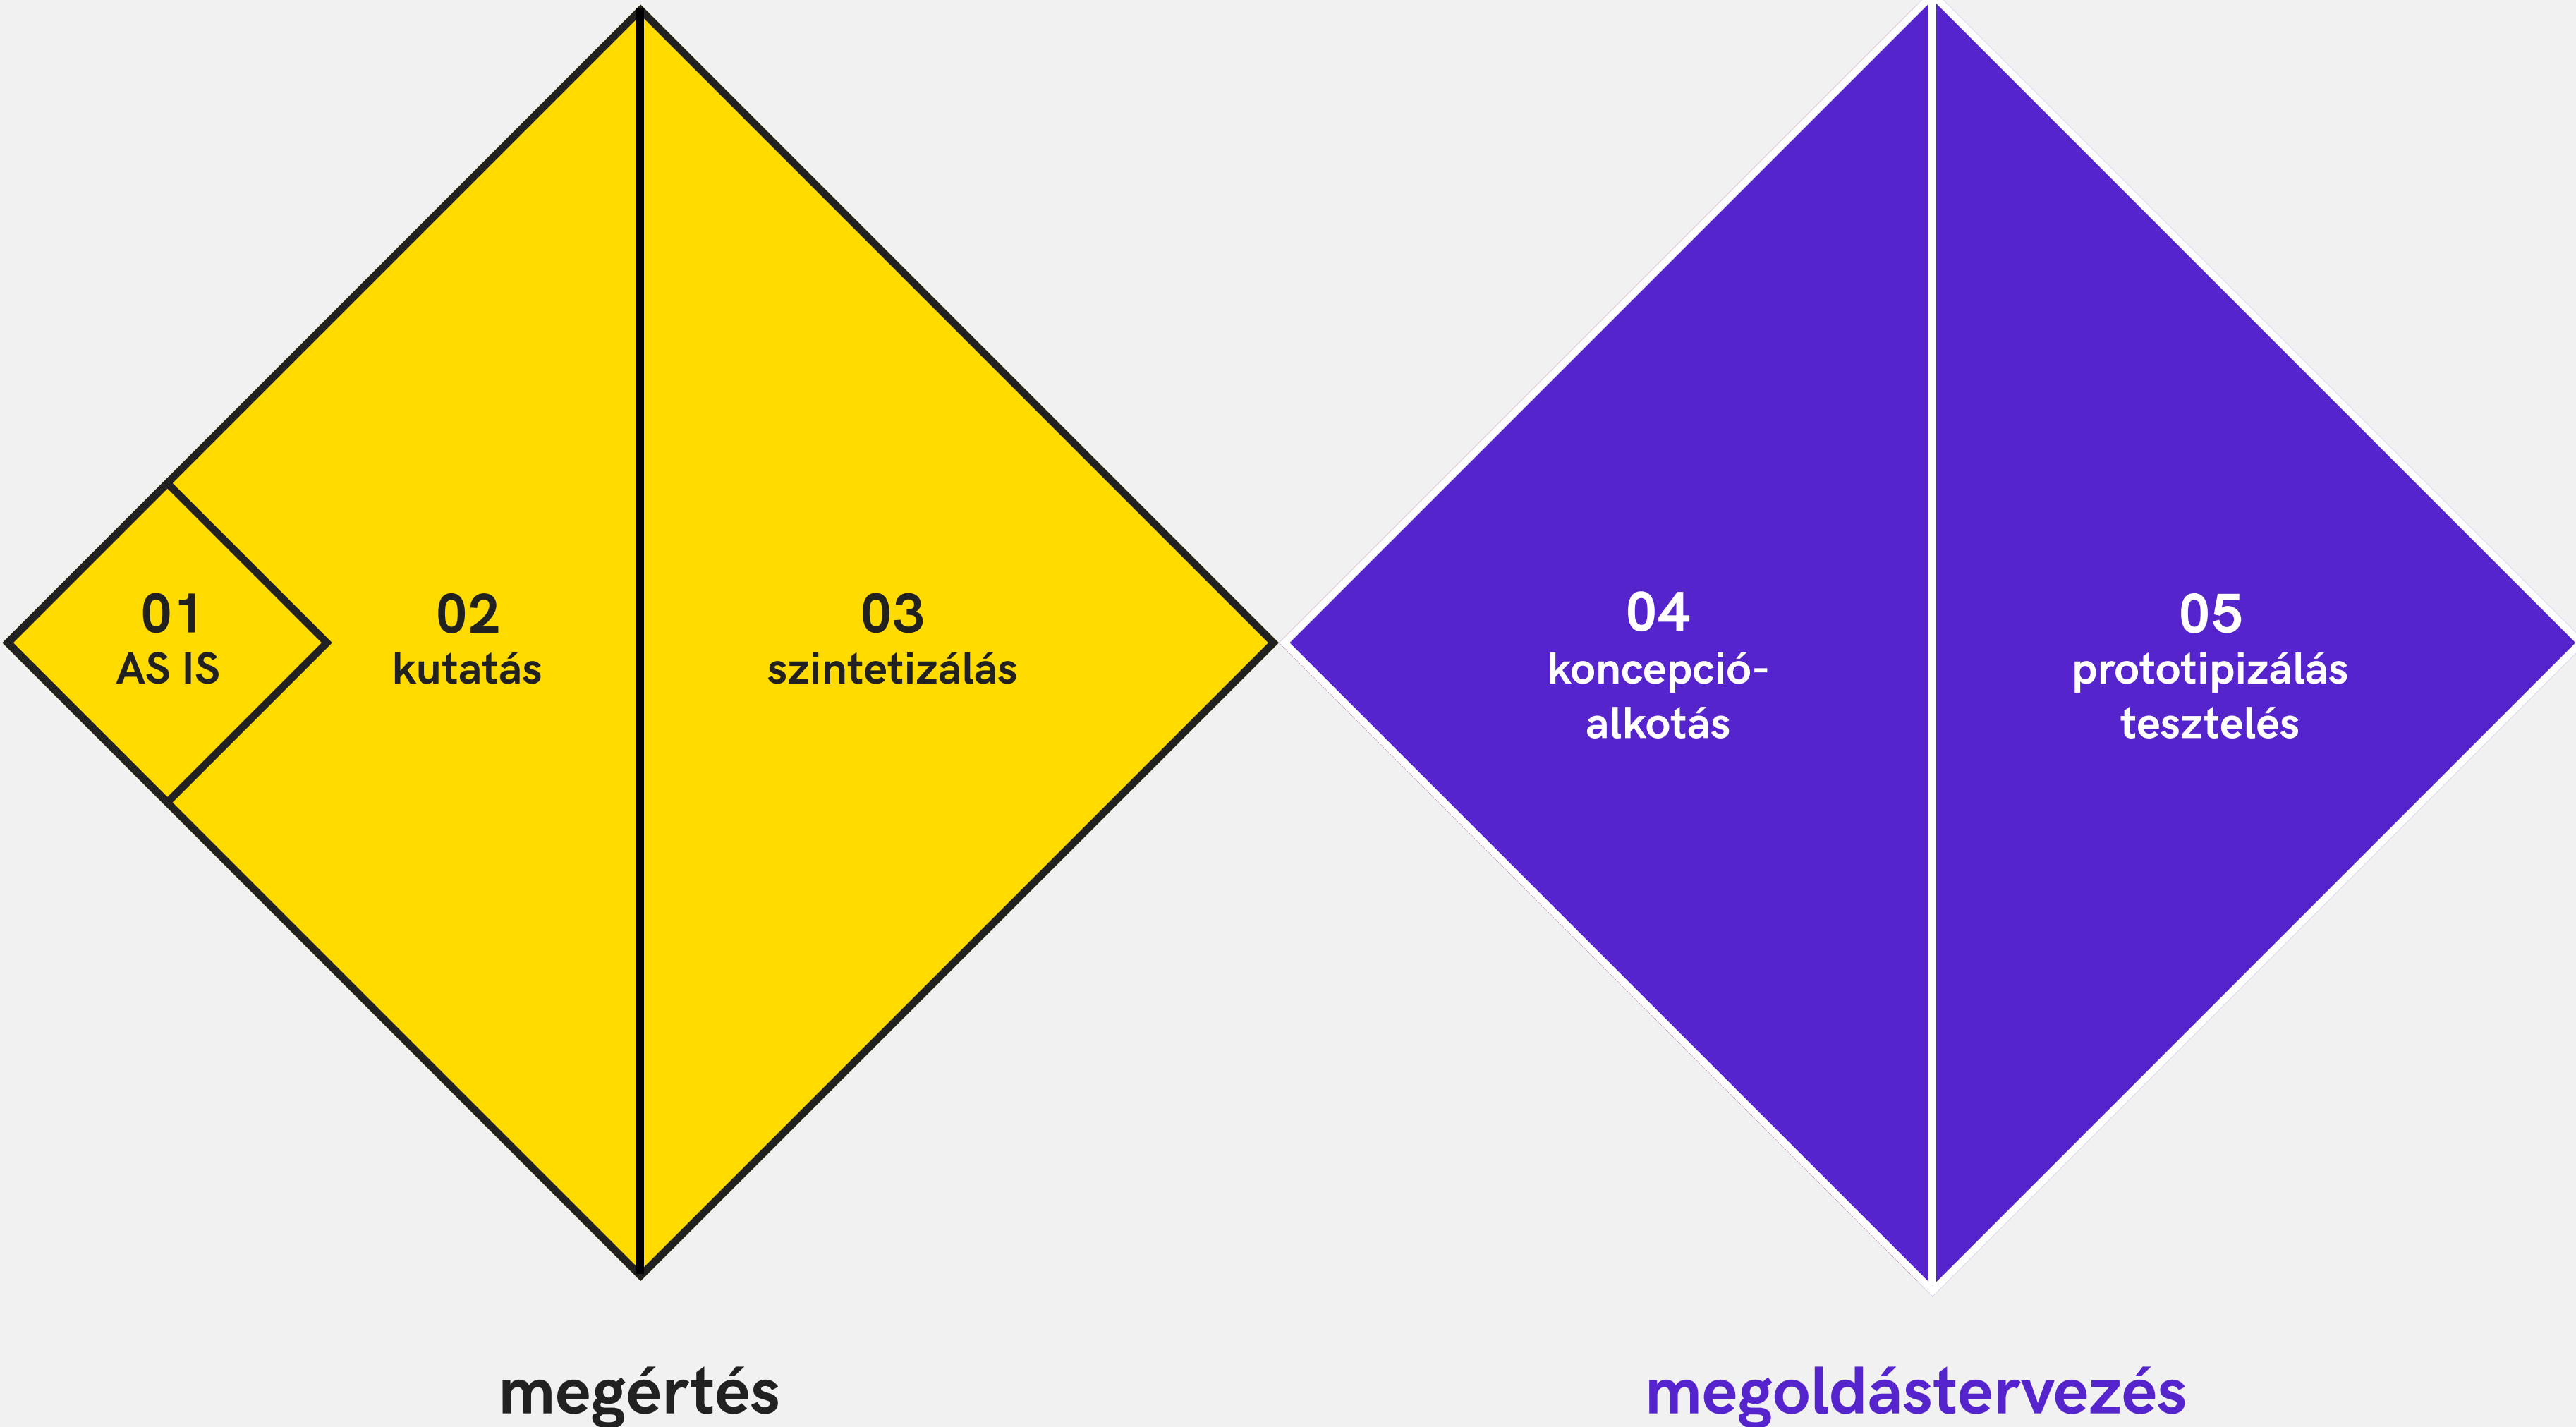 01
AS IS
02
kutatás
03
szintetizálás
04
koncepció-
alkotás
05
prototipizálás
tesztelés
megértés
megoldástervezés